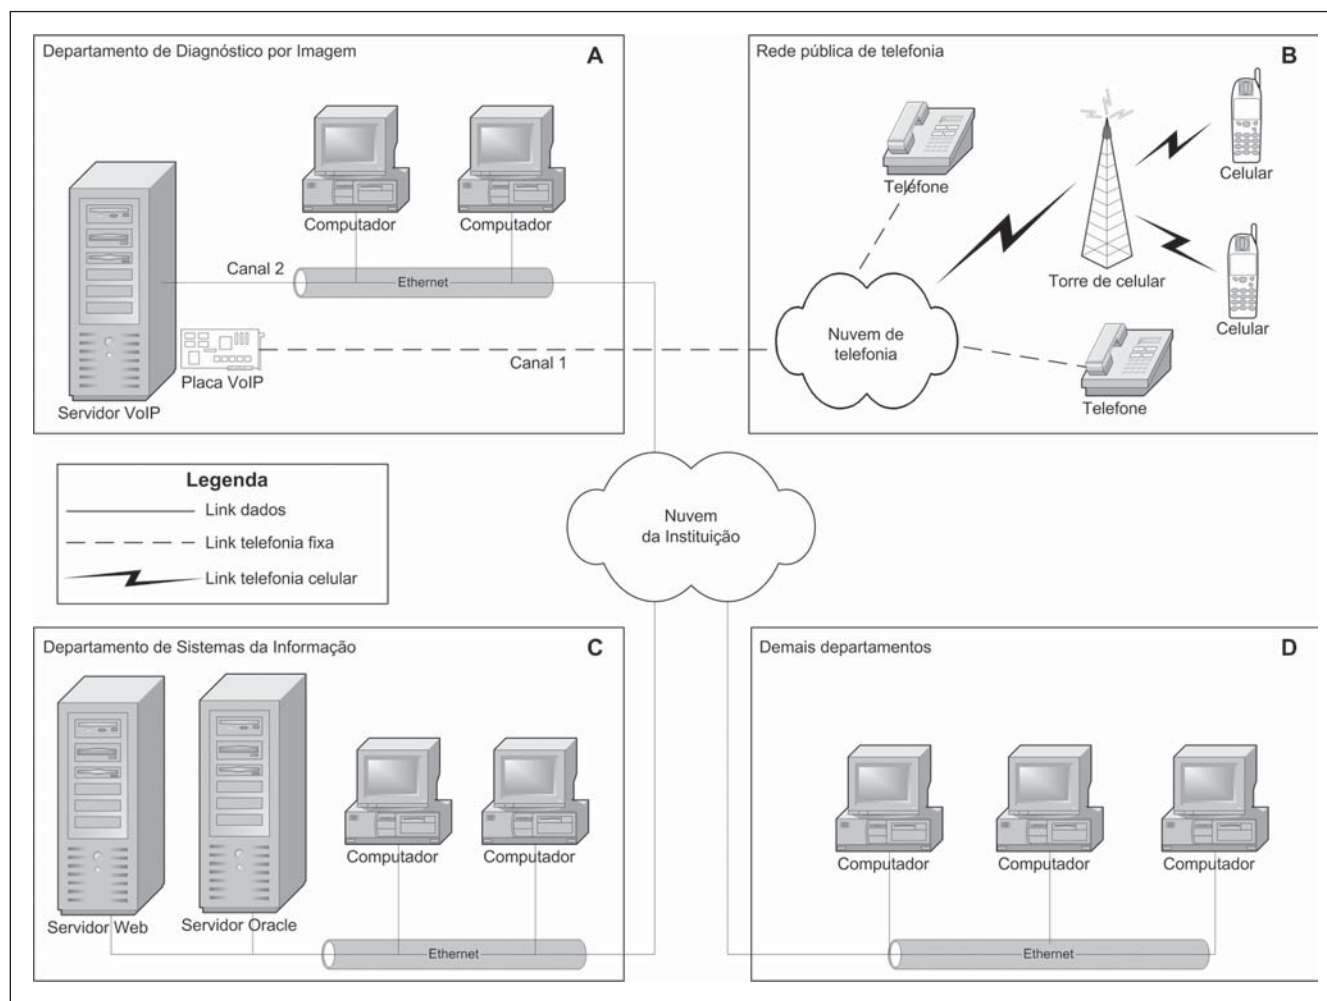 Departamento de Diagnóstico por Imagem
A
Computador
Computador
Canal 2
Ethernet
Canal 1
Placa VoIP
Servidor VoIP
Rede pública de telefonia
B
Telefone
Celular
Torre de celular
Celular
Nuvem de
telefonia
Telefone
Legenda
Link dados
Link telefonia fixa
Link telefonia celular
Nuvem
da Instituição
Departamento de Sistemas da Informação
C
Computador
Computador
Servidor Web
Servidor Oracle
Ethernet
Demais departamentos
D
Computador
Computador
Computador
Ethernet